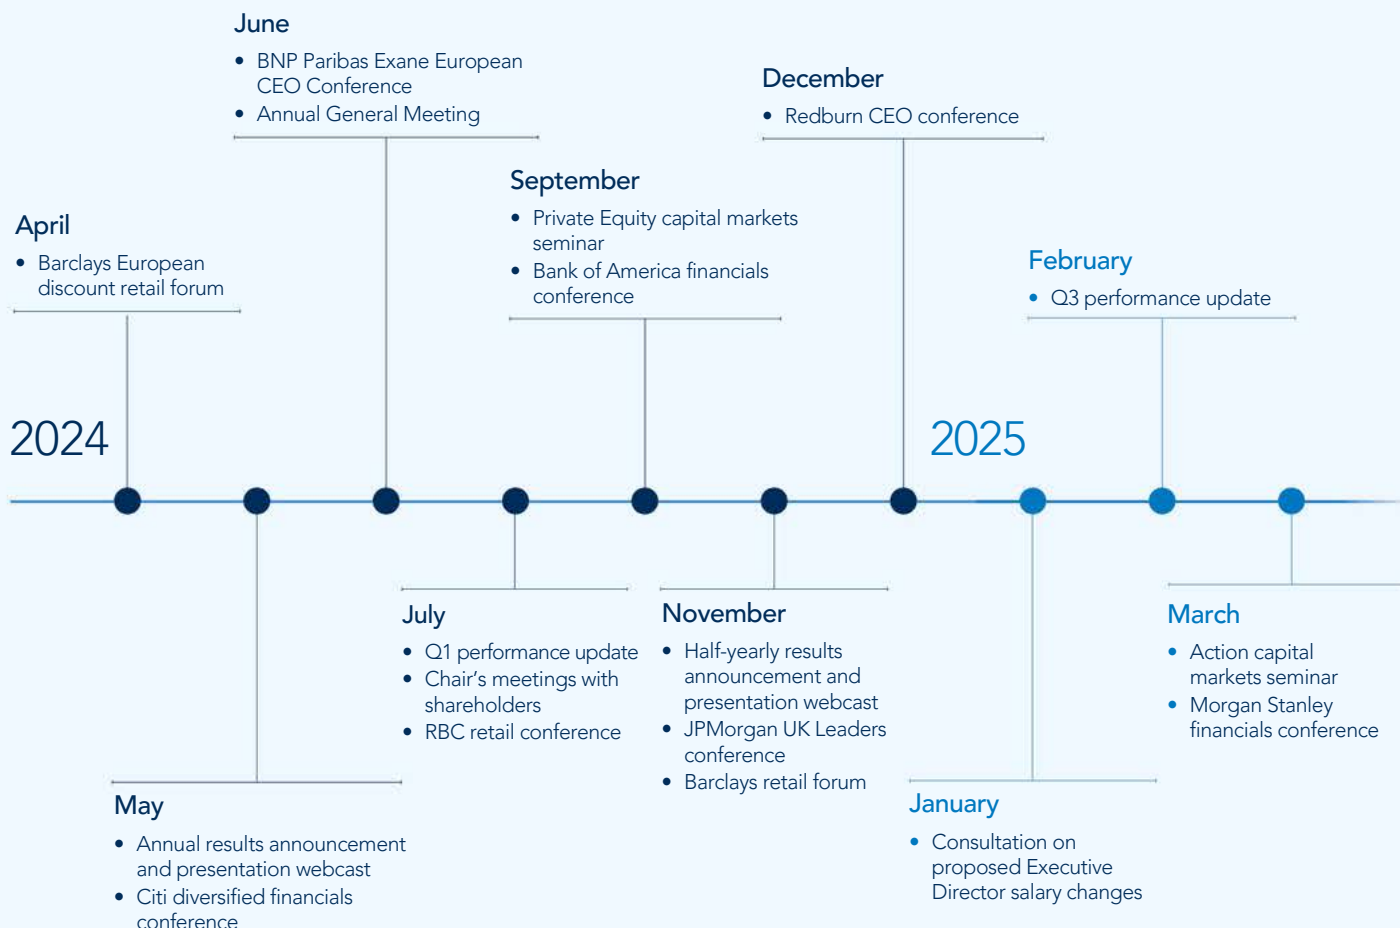 June
• BNP Paribas Exane European
CEO Conference
• Annual General Meeting
December
• Redburn CEO conference
September
• Private Equity capital markets
seminar
• Bank of America financials
conference
April
• Barclays European
discount retail forum
February
• Q3 performance update
2024
2025
July
• Q1 performance update
• Chair’s meetings with
shareholders
• RBC retail conference
November
• Half-yearly results
announcement and
presentation webcast
• JPMorgan UK Leaders
conference
• Barclays retail forum
March
• Action capital
markets seminar
• Morgan Stanley
financials conference
May
• Annual results announcement
and presentation webcast
• Citi diversified financials
conference
January
• Consultation on
proposed Executive
Director salary changes